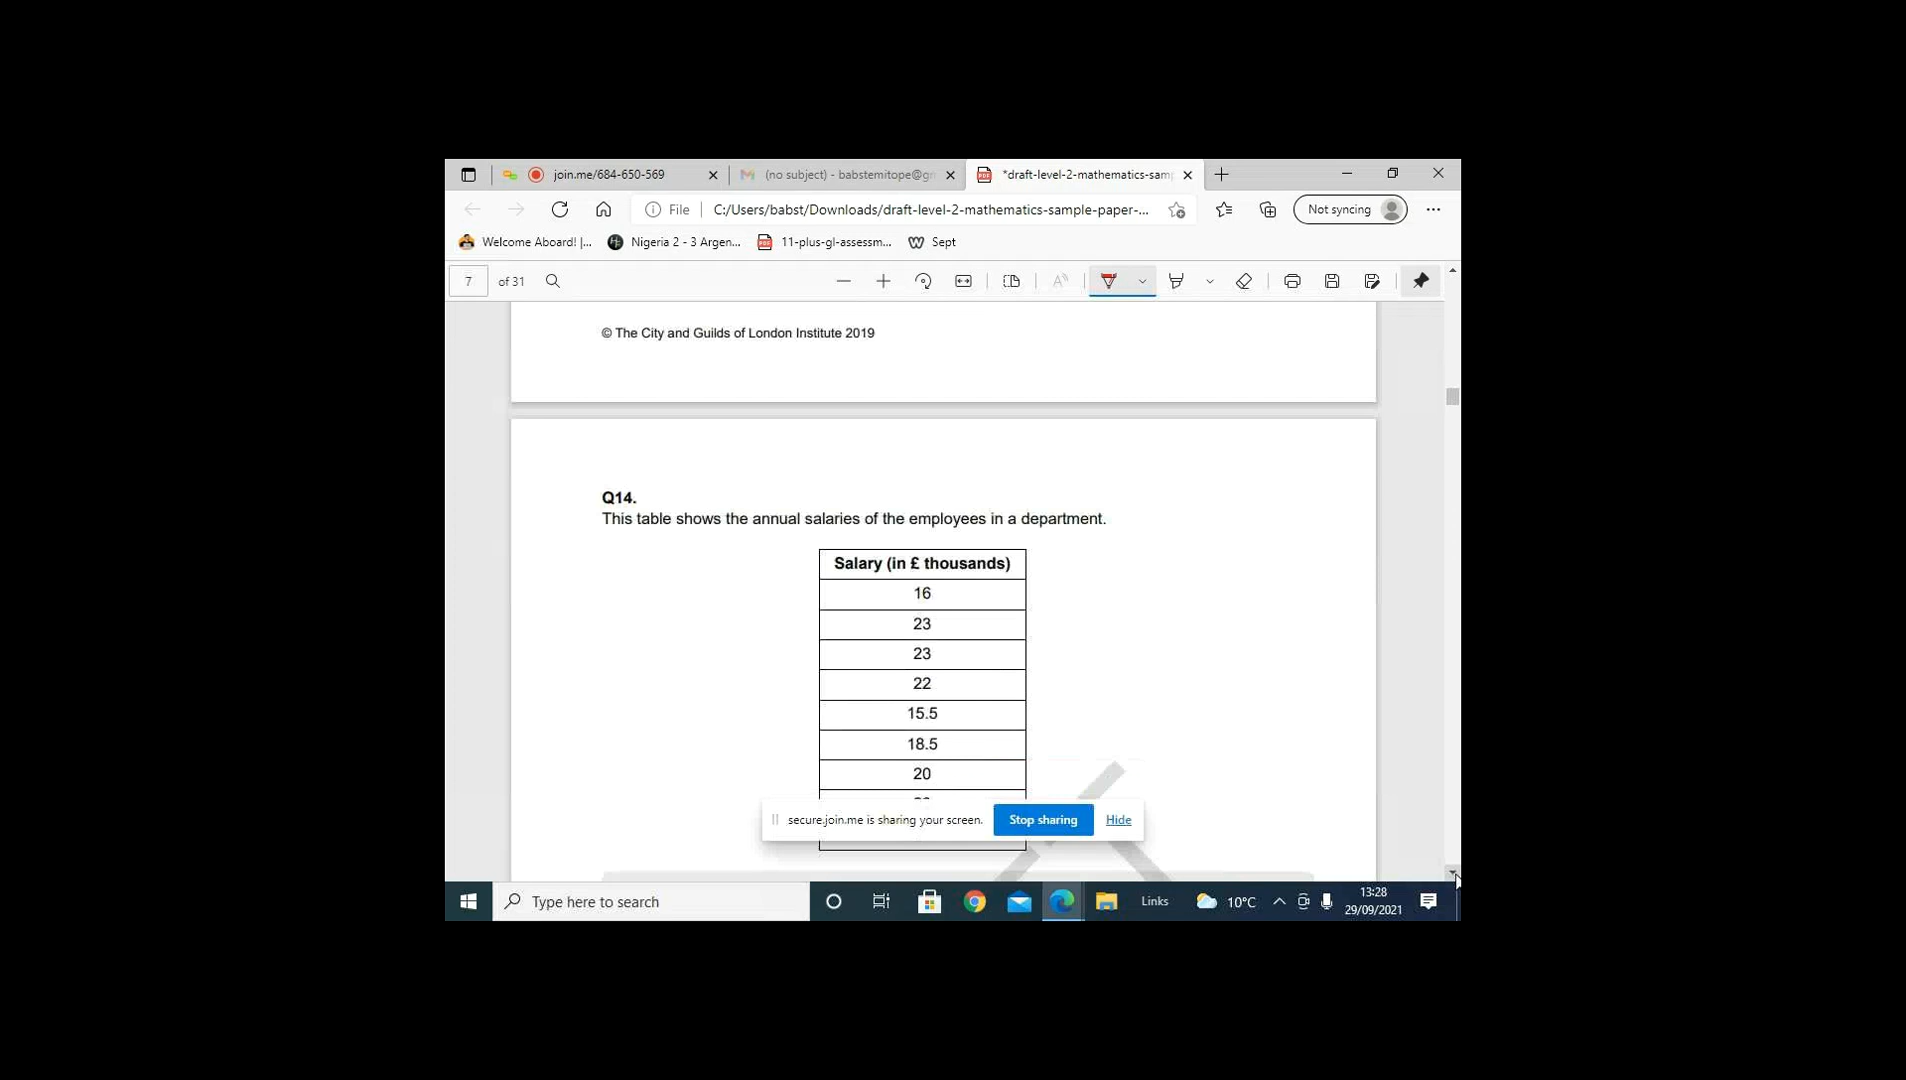 join.me/684-650-569
(no subject) - babstemitope@gm
*draft-level-2-mathematics-sam
File
C:/Users/babst/Downloads/draft-level-2-mathematics-sample-paper-...
Not syncing
Welcome Aboard! |...
Nigeria 2 - 3 Argen...
11-plus-gl-assessm...
Sept
7
of 31
© The City and Guilds of London Institute 2019
Q14.
This table shows the annual salaries of the employees in a department.
Salary (in £ thousands)
16
23
23
22
15.5
18.5
20
secure.join.me is sharing your screen.
Stop sharing
Hide
Type here to search
Links
10°C
13:28
29/09/2021